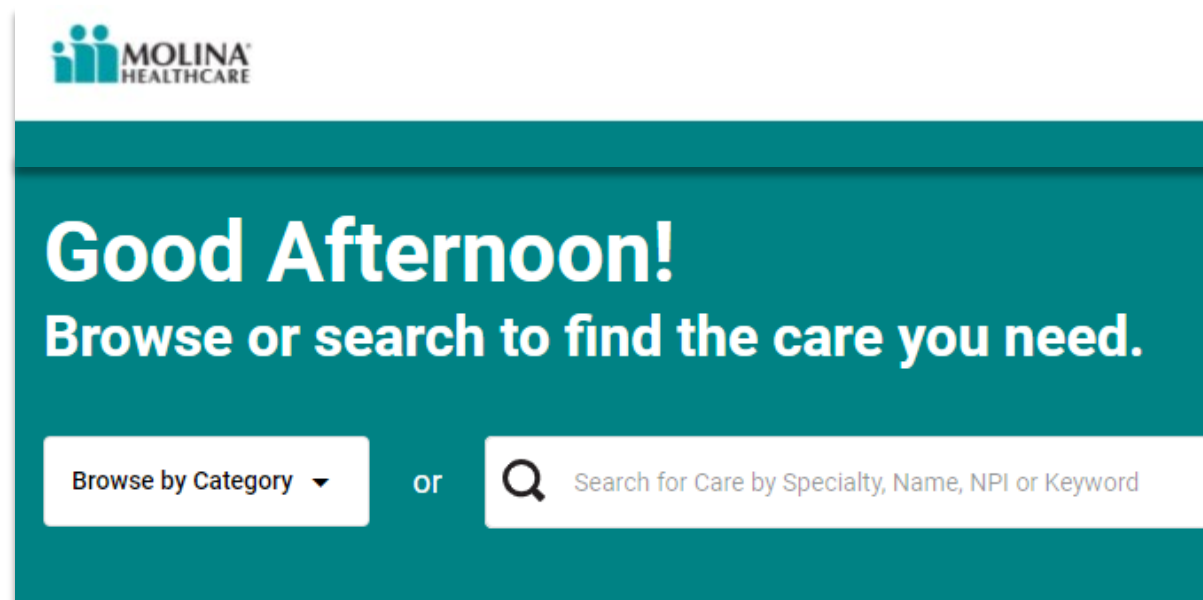 MOLINA
HEALTHCARE
Good Afternoon!
Browse or search to find the care you need.
Browse by Category or Search for Care by Specialty, Name, NPI or Keyword